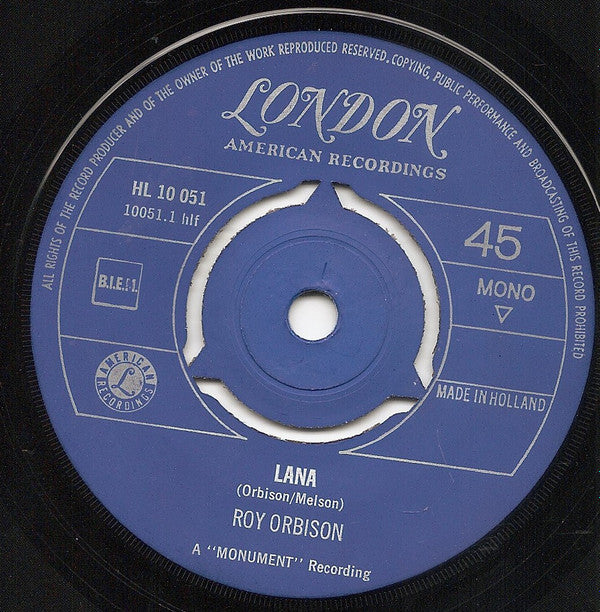 ALL RIGHTS OF THE RECORD PRODUCER AND OF THE OWNER OF THE WORK REPRODUCED RESERVED. COPYING, PUBLIC PERFORMANCE AND BROADCASTING OF THIS RECORD PROHIBITED
LONDON
AMERICAN RECORDINGS
HL 10 051
10051.1 hlf
45
MONO
B.I.E.M.
AMERICAN
L
RECORDINGS
MADE IN HOLLAND
LANA
(Orbison/Melson)
ROY ORBISON
A "MONUMENT" Recording